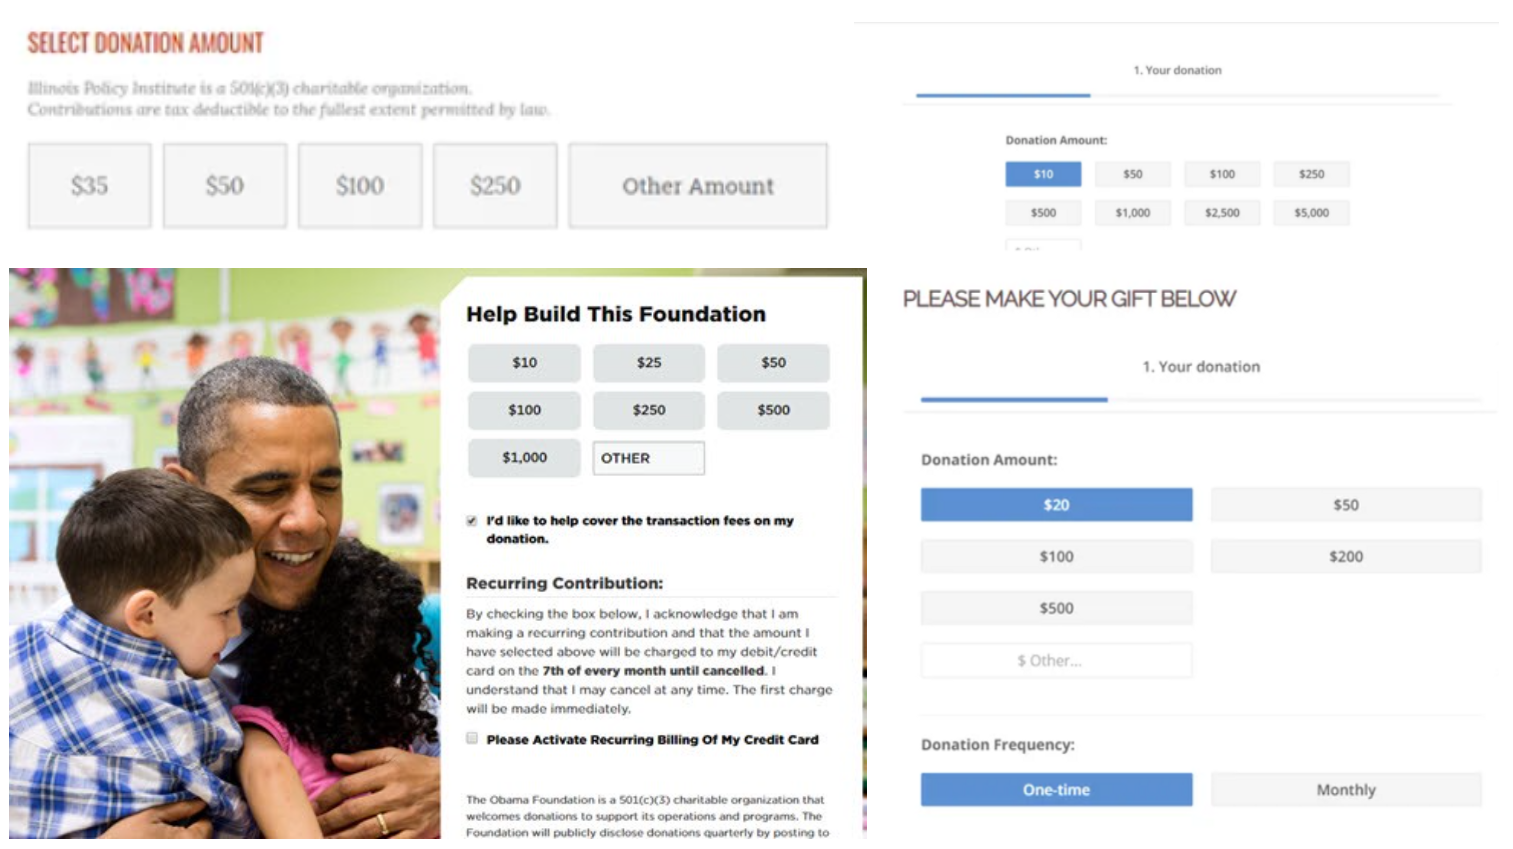 SELECT DONATION AMOUNT
Illinois Policy Institute is a 501(c)(3) charitable organization.
Contributions are tax deductible to the fullest extent permitted by law.
$35 $50 $100 $250 Other Amount
1. Your donation
Donation Amount:
$10 $50 $100 $250
$500 $1,000 $2,500 $5,000
Help Build This Foundation
$10 $25 $50
$100 $250 $500
$1,000 OTHER
I'd like to help cover the transaction fees on my
donation.
Recurring Contribution:
By checking the box below, I acknowledge that I am
making a recurring contribution and that the amount I
have selected above will be charged to my debit/credit
card on the 7th of every month until cancelled. I
understand that I may cancel at any time. The first charge
will be made immediately.
Please Activate Recurring Billing Of My Credit Card
The Obama Foundation is a 501(c)(3) charitable organization that
welcomes donations to support its operations and programs. The
Foundation will publicly disclose donations quarterly by posting to
PLEASE MAKE YOUR GIFT BELOW
1. Your donation
Donation Amount:
$20 $50
$100 $200
$500
$ Other...
Donation Frequency:
One-time Monthly